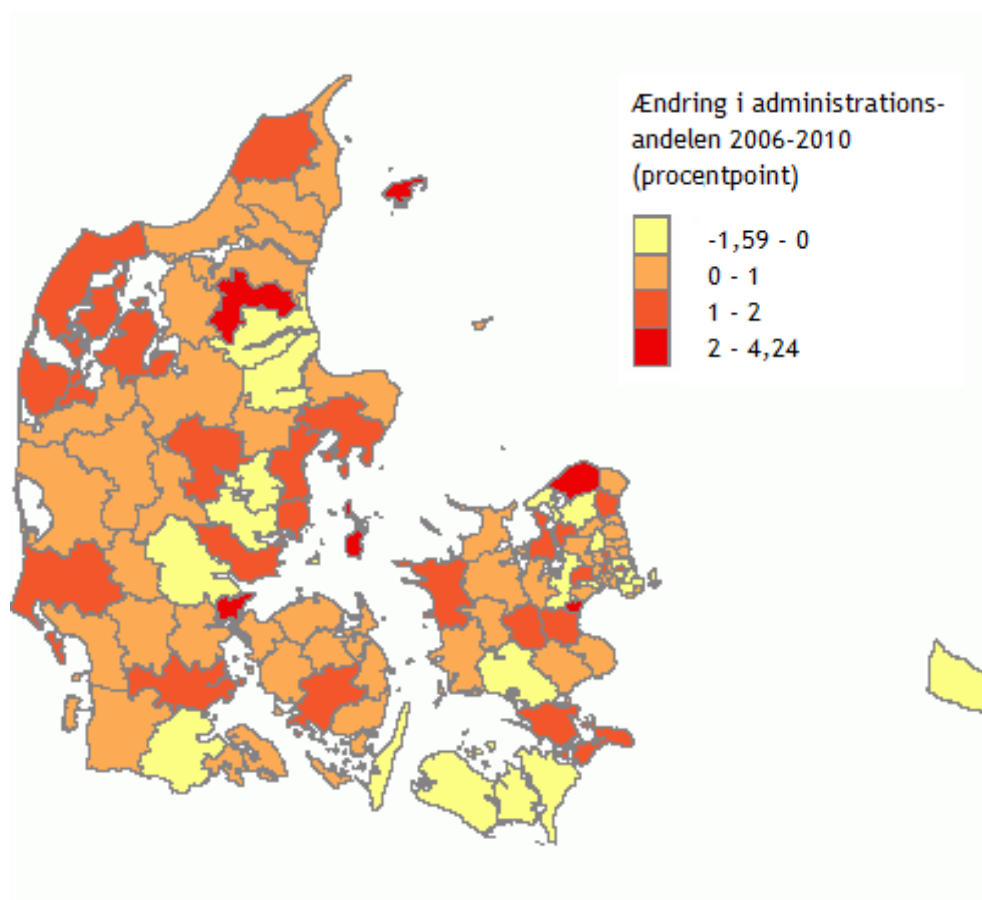 Ændring i administrations-
andelen 2006-2010
(procentpoint)
-1,59 - 0
0 - 1
1 - 2
2 - 4,24